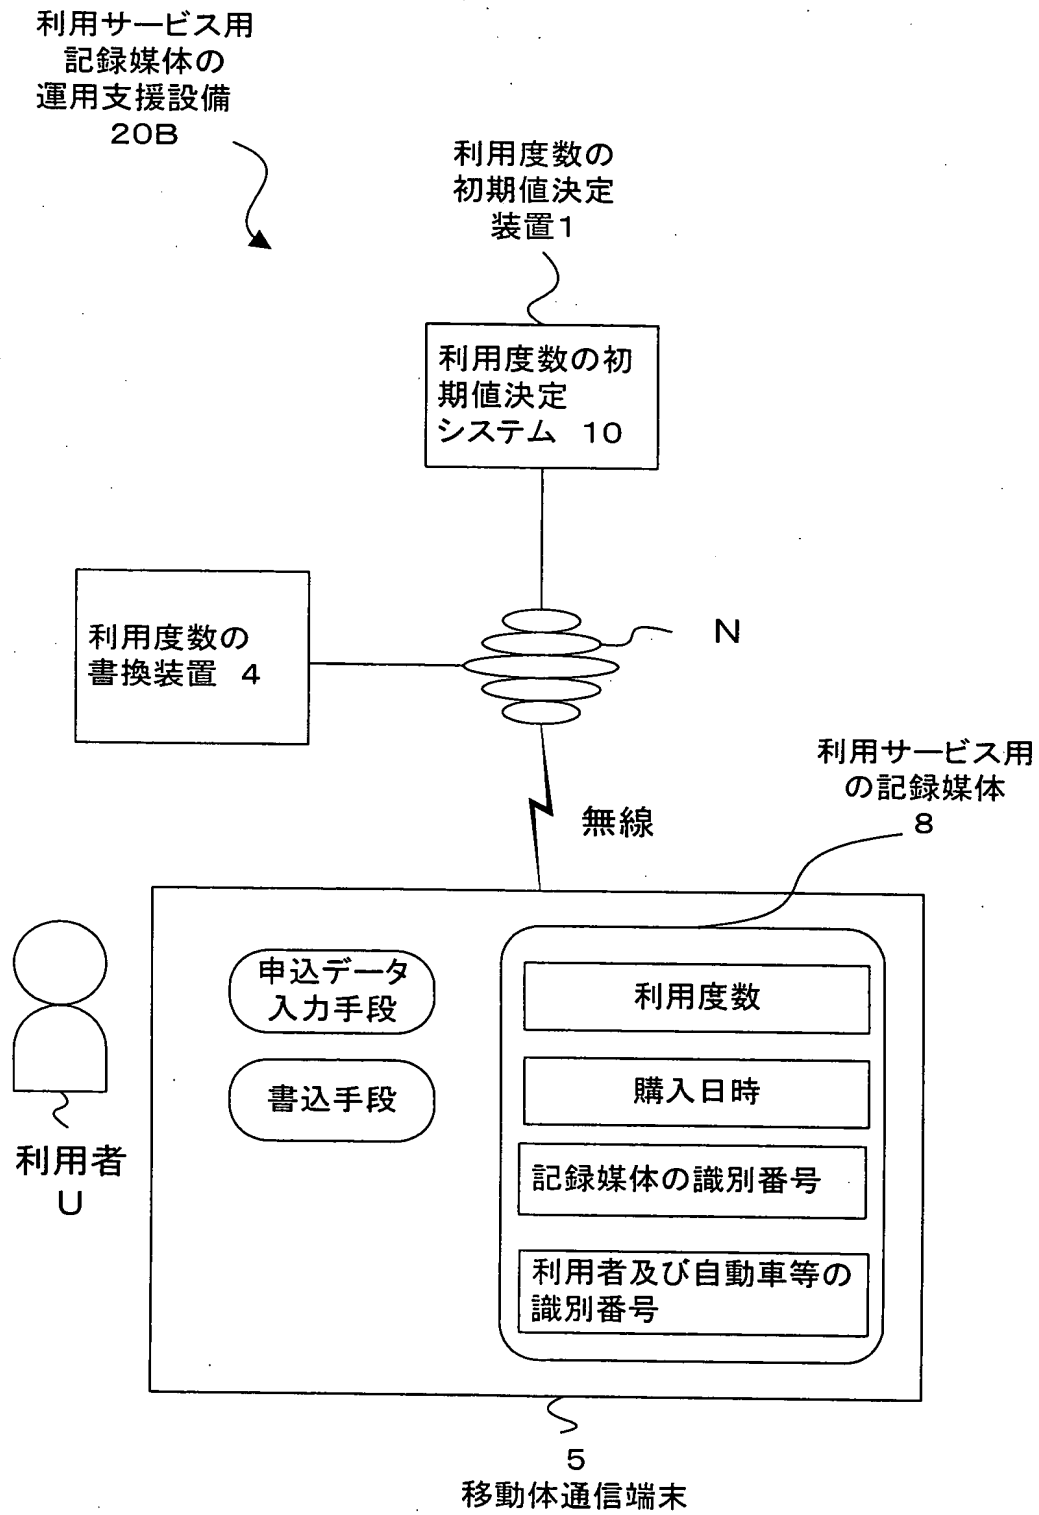 利用サービス用
記録媒体の
運用支援設備
20B
利用度数の
初期値決定
装置1
利用度数の初
期値決定
システム 10
利用度数の
書換装置 4
N
利用サービス用
の記録媒体
8
無線
申込データ
入力手段
書込手段
利用度数
購入日時
記録媒体の識別番号
利用者及び自動車等の
識別番号
利用者
U
5
移動体通信端末